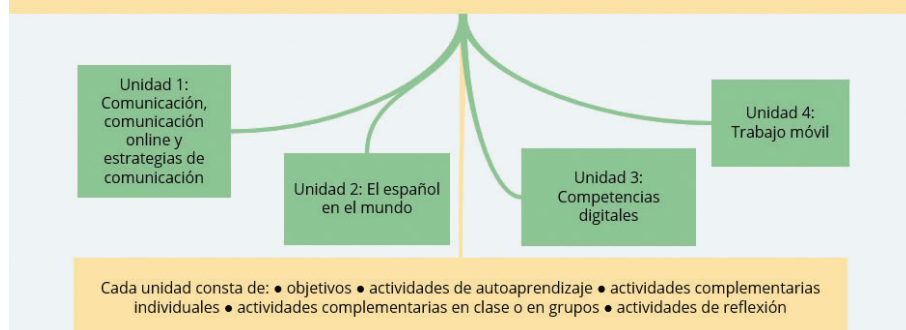 Unidad 1:
Comunicación,
comunicación
online y
estrategias de
comunicación
Unidad 2: El español
en el mundo
Unidad 3:
Competencias
digitales
Unidad 4:
Trabajo móvil
Cada unidad consta de: ● objetivos ● actividades de autoaprendizaje ● actividades complementarias
individuales ● actividades complementarias en clase o en grupos ● actividades de reflexión